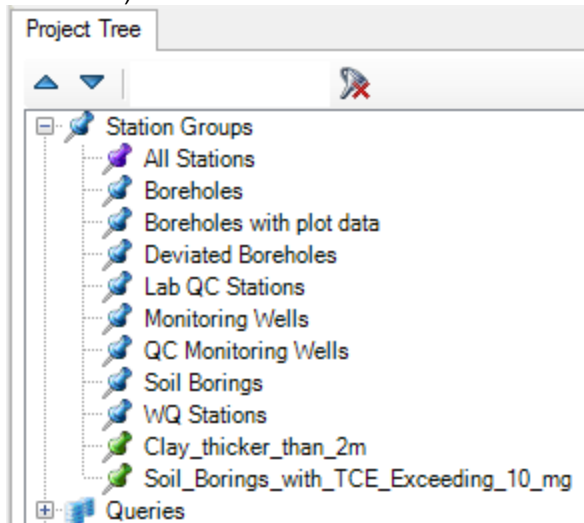 Project Tree
Station Groups
All Stations
Boreholes
Boreholes with plot data
Deviated Boreholes
Lab QC Stations
Monitoring Wells
QC Monitoring Wells
Soil Borings
WQ Stations
Clay_thicker_than_2m
Soil_Borings_with_TCE_Exceeding_10_mg
Queries